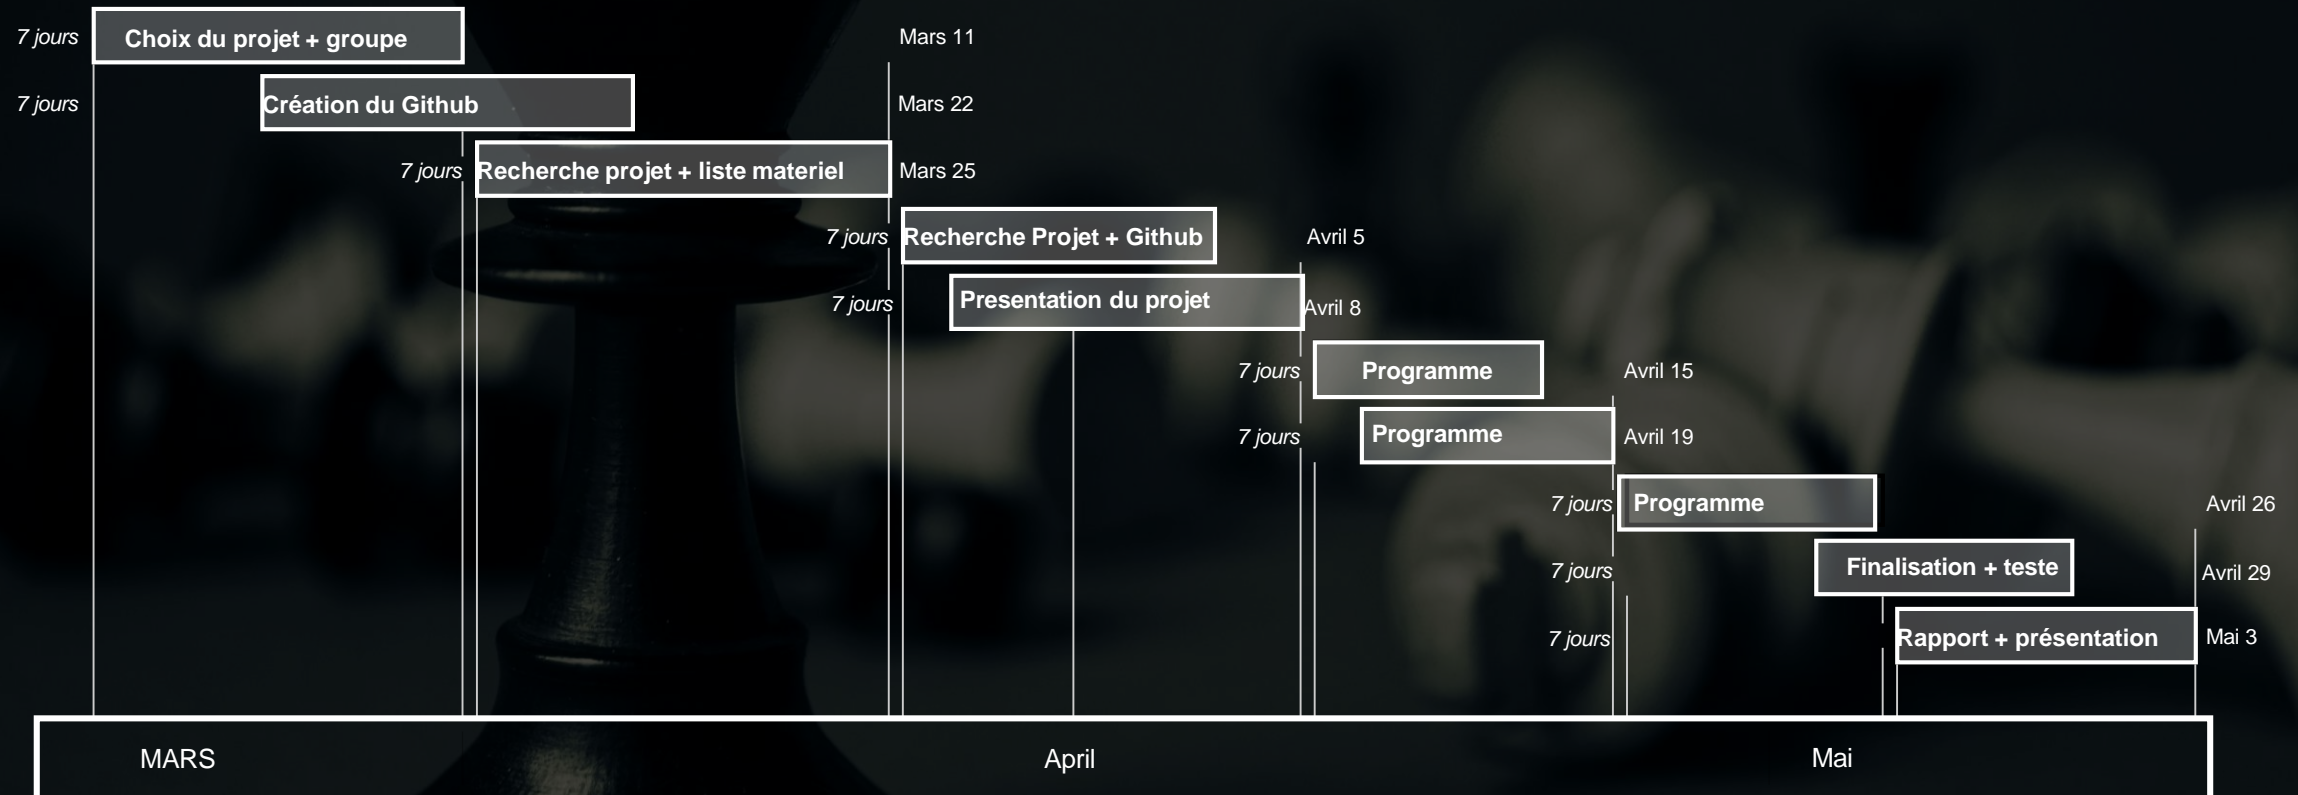 7 jours Choix du projet + groupe Mars 11
7 jours Création du Github Mars 22
7 jours Recherche projet + liste materiel Mars 25
7 jours Recherche Projet + Github Avril 5
7 jours Presentation du projet Avril 8
7 jours Programme Avril 15
7 jours Programme Avril 19
7 jours Programme Avril 26
7 jours Finalisation + teste Avril 29
7 jours Rapport + présentation Mai 3
MARS April Mai